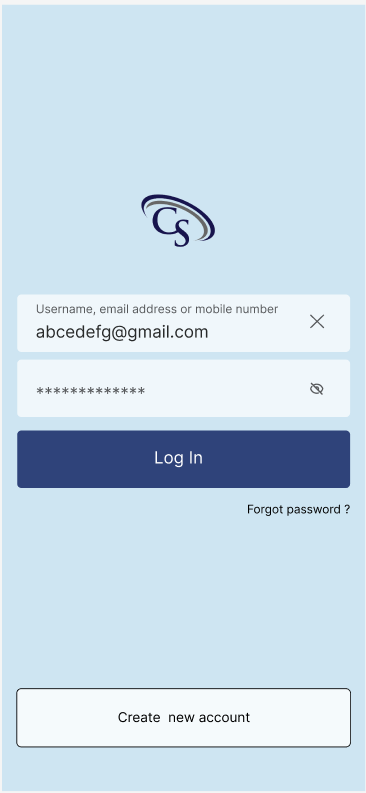 CS
Username, email address or mobile number
abcedefg@gmail.com
*************
Log In
Forgot password ?
Create  new account